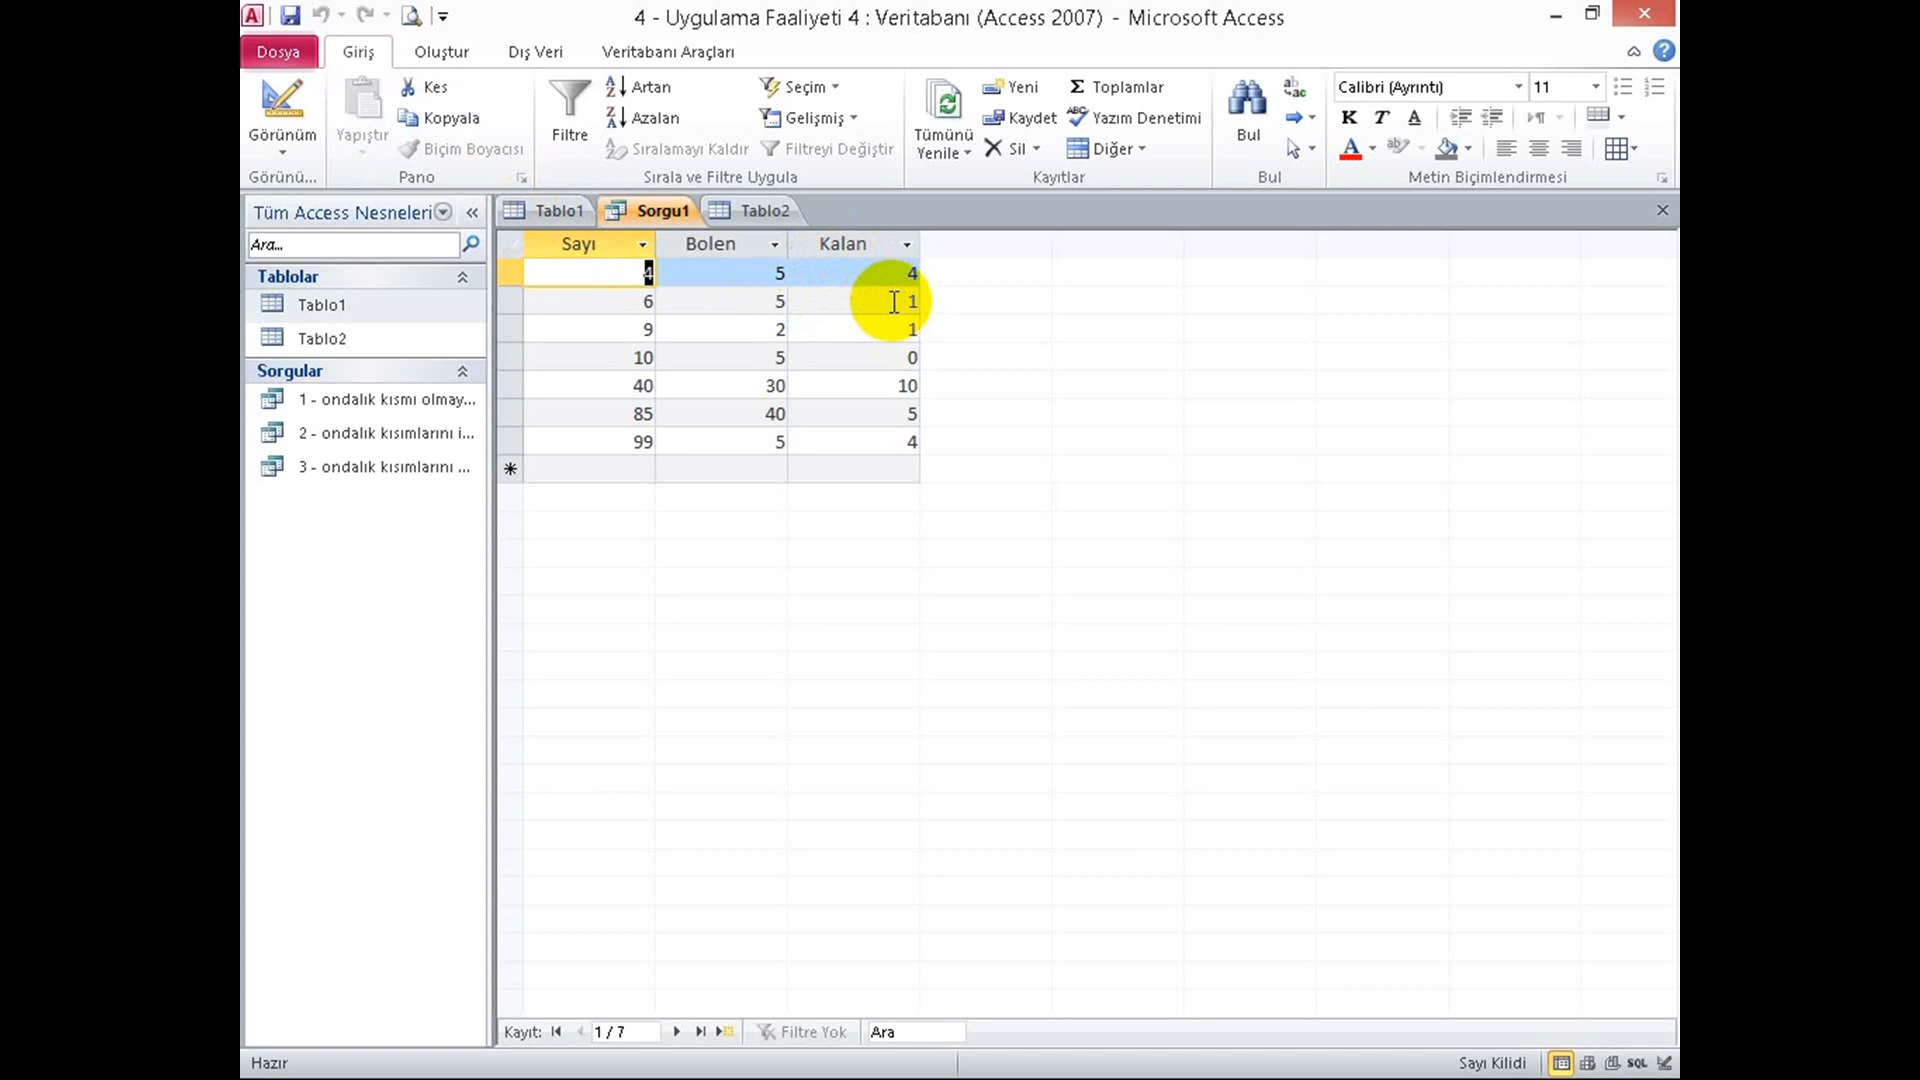 4 - Uygulama Faaliyeti 4 : Veritabanı (Access 2007) - Microsoft Access
Dosya Giriş Oluştur Dış Veri Veritabanı Araçları
Görünüm
Görünü...
Yapıştır
Kes
Kopyala
Biçim Boyacısı
Pano
Filtre
Artan
Azalan
Sıralamayı Kaldır
Seçim
Gelişmiş
Filtreyi Değiştir
Sırala ve Filtre Uygula
Tümünü
Yenile
Yeni
Kaydet
Sil
Toplamlar
Yazım Denetimi
Diğer
Kayıtlar
Bul
Bul
Calibri (Ayrıntı) 11
K T A
Metin Biçimlendirmesi
Tüm Access Nesneleri
Ara...
Tablolar
Tablo1
Tablo2
Sorgular
1 - ondalık kısmı olmay...
2 - ondalık kısımlarını i...
3 - ondalık kısımlarını ...
Tablo1 Sorgu1 Tablo2
Sayı Bolen Kalan
4 5 4
6 5 1
9 2 1
10 5 0
40 30 10
85 40 5
99 5 4
Kayıt: 1 / 7 Filtre Yok Ara
Hazır Sayı Kilidi SQL